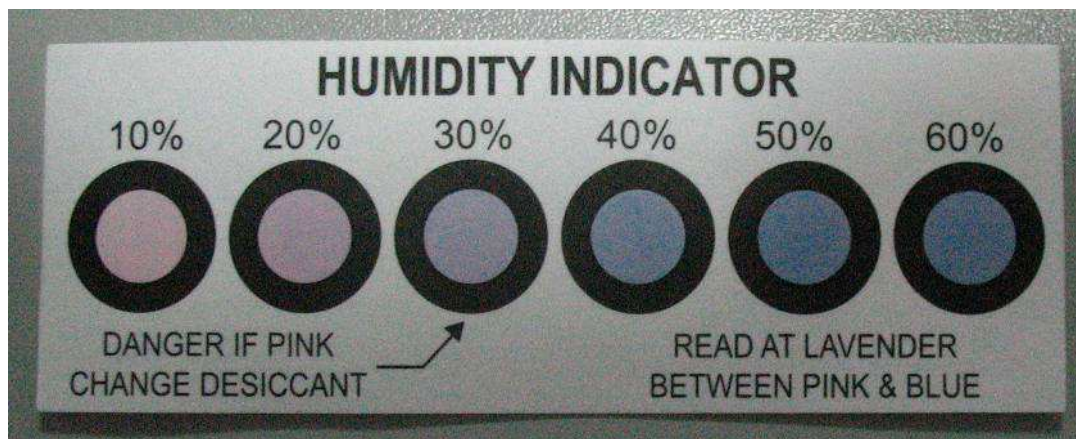 HUMIDITY INDICATOR
10% 20% 30% 40% 50% 60%
DANGER IF PINK
CHANGE DESICCANT
READ AT LAVENDER
BETWEEN PINK & BLUE